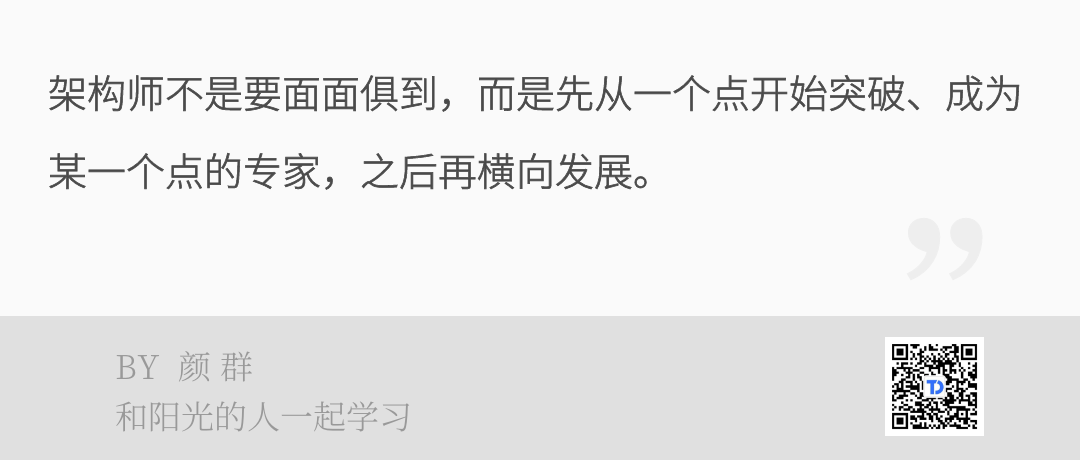 架构师不是要面面俱到，而是先从一个点开始突破、成为
某一个点的专家，之后再横向发展。
”
BY 颜 群
和阳光的人一起学习
TD